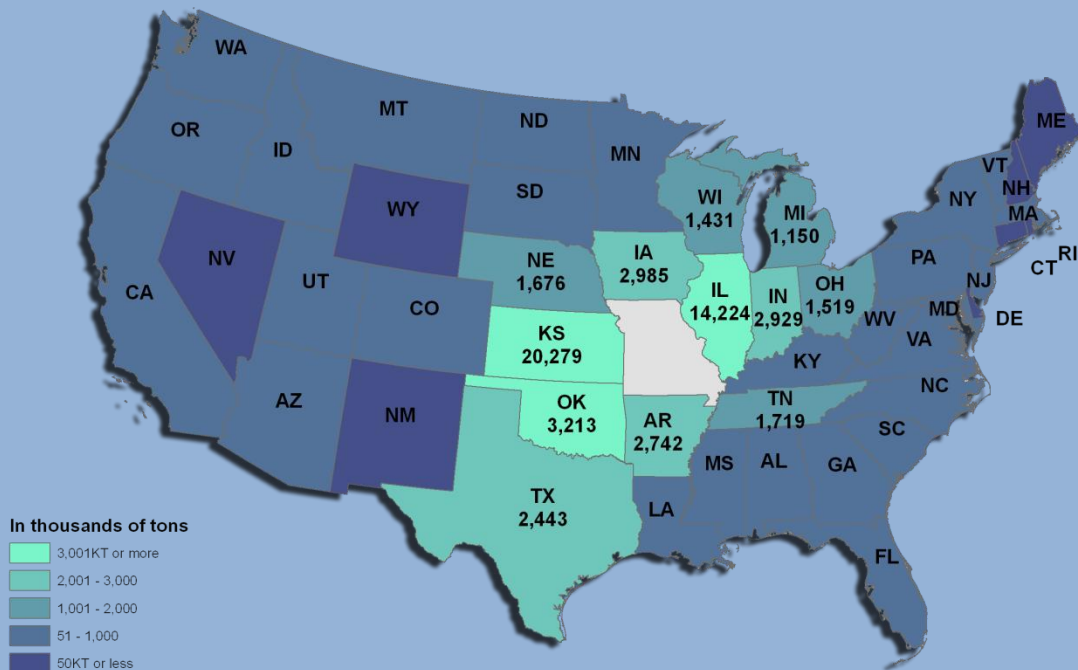 WA
MT
ND
OR
ID
MN
SD
WY
WI
1,431
MI
1,150
ME
VT
NH
NY
MA
RI
CT
NV
UT
CA
CO
NE
1,676
IA
2,985
IL
14,224
IN
2,929
OH
1,519
PA
NJ
MD
DE
WV
VA
KS
20,279
KY
NC
AZ
NM
OK
3,213
AR
2,742
TN
1,719
SC
MS
AL
GA
TX
2,443
LA
FL
In thousands of tons
3,001KT or more
2,001 - 3,000
1,001 - 2,000
51 - 1,000
50KT or less